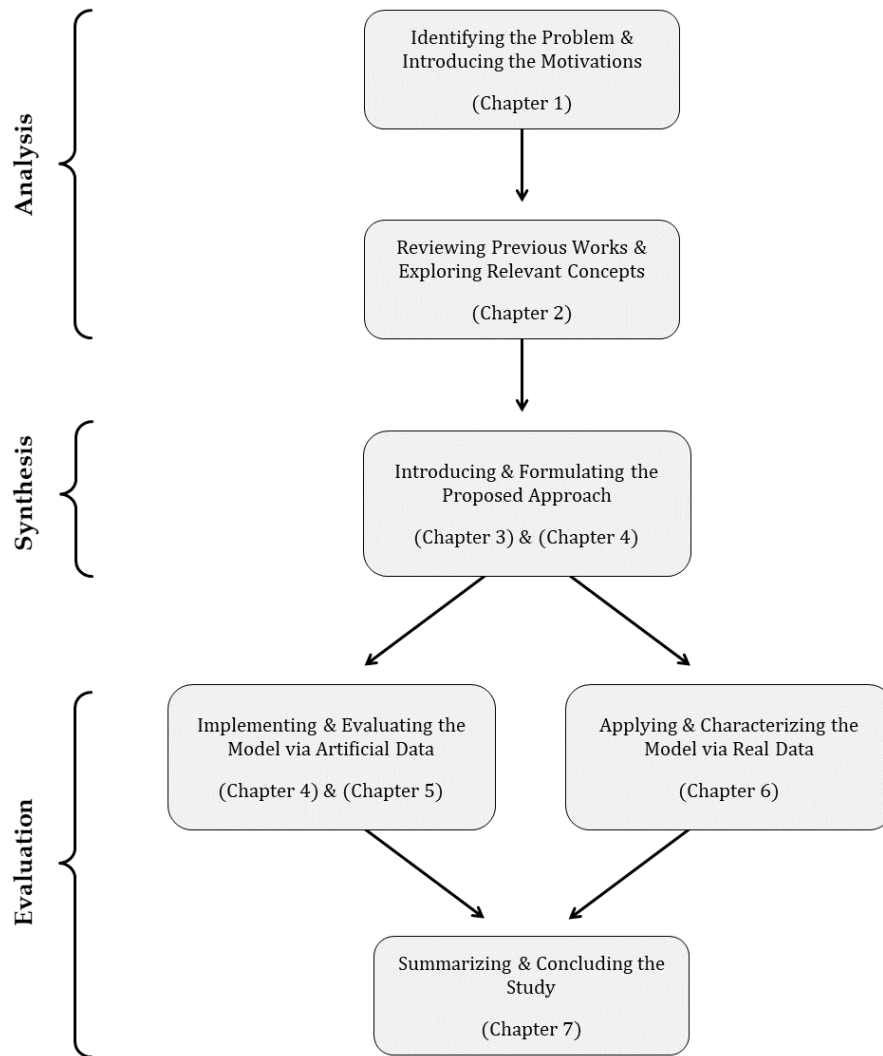 Analysis
Identifying the Problem &
Introducing the Motivations
(Chapter 1)
Reviewing Previous Works &
Exploring Relevant Concepts
(Chapter 2)
Synthesis
Introducing & Formulating the
Proposed Approach
(Chapter 3) & (Chapter 4)
Evaluation
Implementing & Evaluating the
Model via Artificial Data
(Chapter 4) & (Chapter 5)
Applying & Characterizing the
Model via Real Data
(Chapter 6)
Summarizing & Concluding the
Study
(Chapter 7)